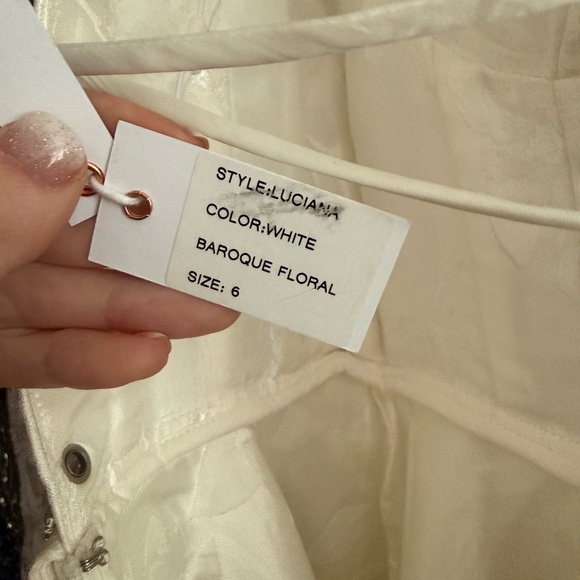 STYLE:LUCIANA
COLOR:WHITE
BAROQUE FLORAL
SIZE: 6